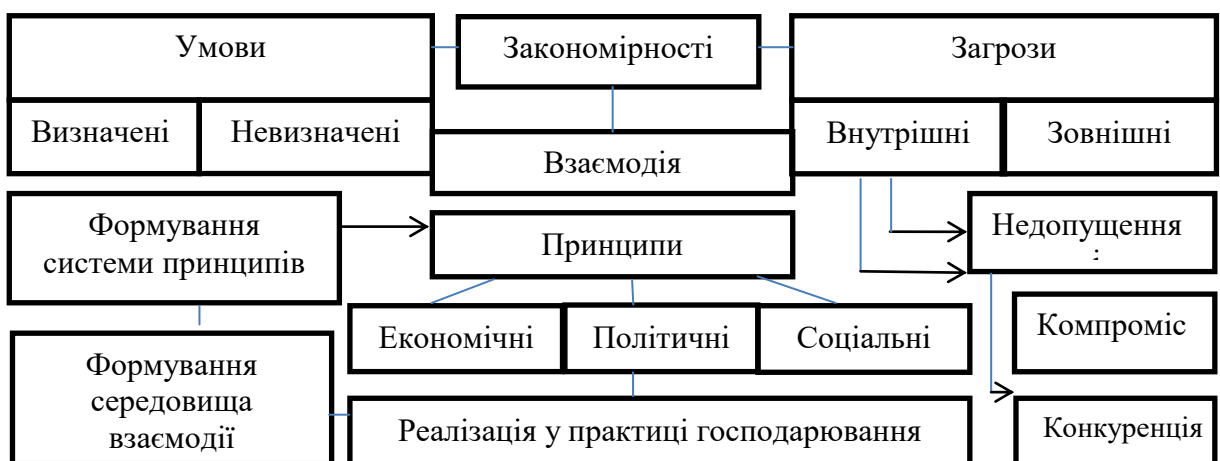 Умови
Закономірності
Загрози
Визначені
Невизначені
Взаємодія
Внутрішні
Зовнішні
Формування
системи принципів
Принципи
Недопущення
Економічні
Політичні
Соціальні
Компроміс
Формування
середовища
взаємодії
Реалізація у практиці господарювання
Конкуренція